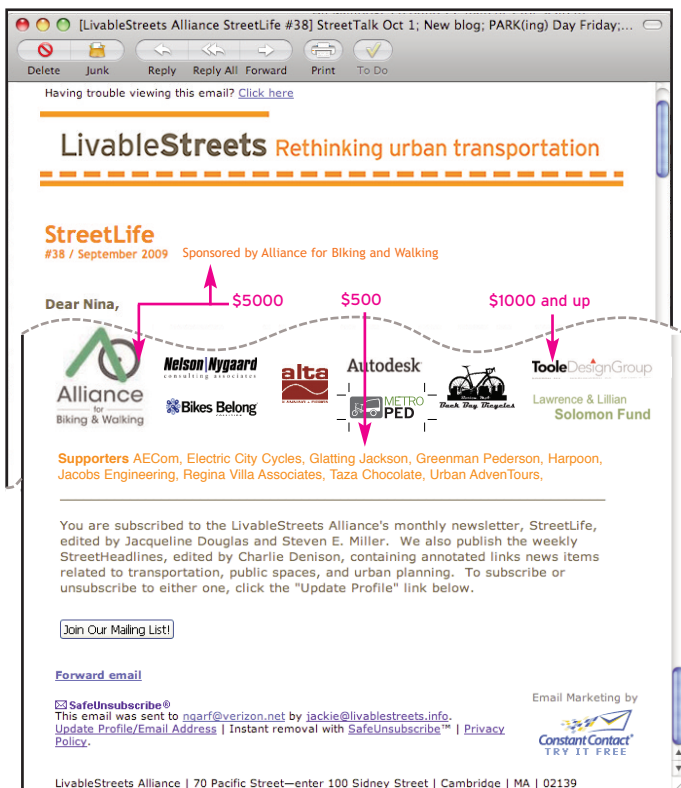 [LivableStreets Alliance StreetLife #38] StreetTalk Oct 1; New blog; PARK(ing) Day Friday;...
Delete Junk Reply Reply All Forward Print To Do
Having trouble viewing this email? Click here
LivableStreets Rethinking urban transportation
StreetLife
#38 / September 2009 Sponsored by Alliance for BIking and Walking
Dear Nina,
$5000 $500 $1000 and up
Alliance
for
Biking & Walking
Nelson|Nygaard
consulting associates
Bikes Belong
alta
Autodesk
METRO
PED
Back Bay Bicycles
TooleDesignGroup
Lawrence & Lillian
Solomon Fund
Supporters AECom, Electric City Cycles, Glatting Jackson, Greenman Pederson, Harpoon,
Jacobs Engineering, Regina Villa Associates, Taza Chocolate, Urban AdvenTours,
You are subscribed to the LivableStreets Alliance's monthly newsletter, StreetLife,
edited by Jacqueline Douglas and Steven E. Miller. We also publish the weekly
StreetHeadlines, edited by Charlie Denison, containing annotated links news items
related to transportation, public spaces, and urban planning. To subscribe or
unsubscribe to either one, click the "Update Profile" link below.
Join Our Mailing List!
Forward email
SafeUnsubscribe®
This email was sent to ngarf@verizon.net by jackie@livablestreets.info.
Update Profile/Email Address | Instant removal with SafeUnsubscribe™ | Privacy
Policy.
Email Marketing by
Constant Contact®
TRY IT FREE
LivableStreets Alliance | 70 Pacific Street—enter 100 Sidney Street | Cambridge | MA | 02139